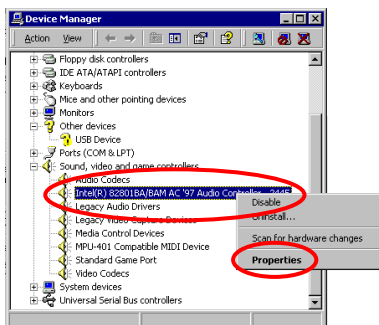 Device Manager
Action View
Floppy disk controllers
IDE ATA/ATAPI controllers
Keyboards
Mice and other pointing devices
Monitors
Other devices
USB Device
Ports (COM & LPT)
Sound, video and game controllers
Audio Codecs
Intel(R) 82801BA/BAM AC '97 Audio Controller - 2445
Legacy Audio Drivers
Legacy Video Capture Devices
Media Control Devices
MPU-401 Compatible MIDI Device
Standard Game Port
Video Codecs
System devices
Universal Serial Bus controllers
Disable
Uninstall...
Scan for hardware changes
Properties